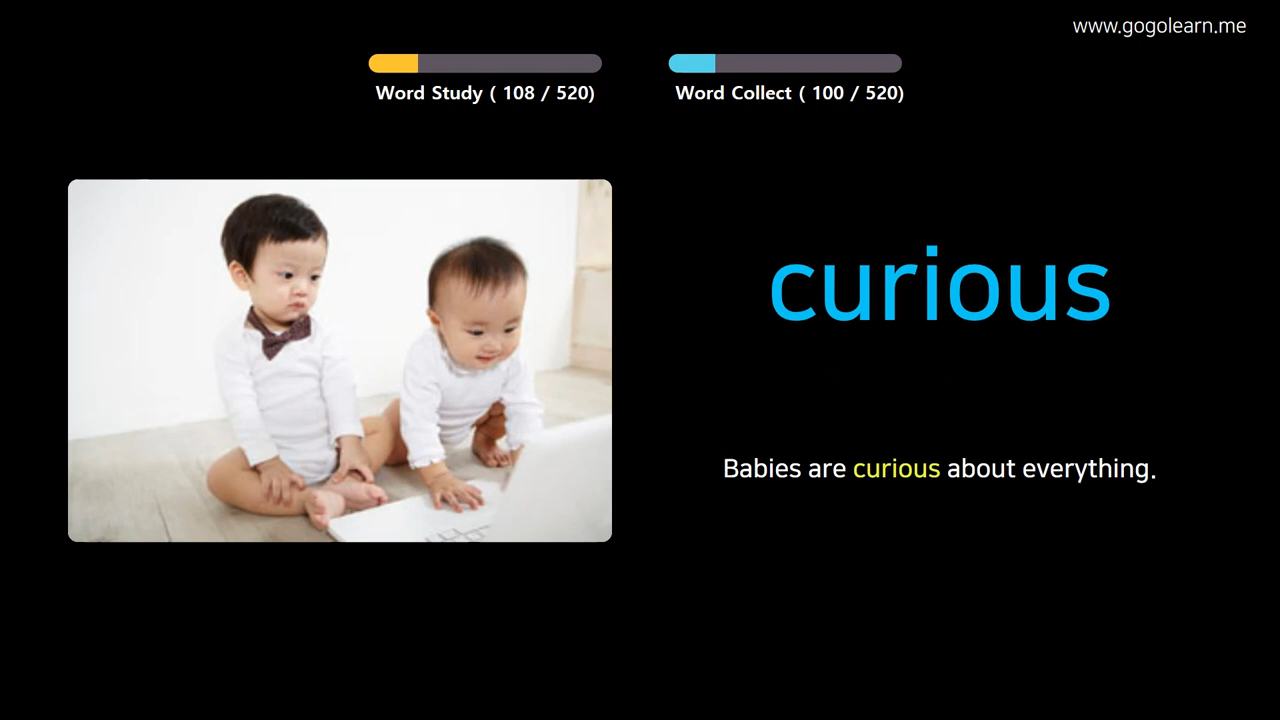 www.gogolearn.me
Word Study ( 108 / 520)
Word Collect ( 100 / 520)
curious
Babies are curious about everything.